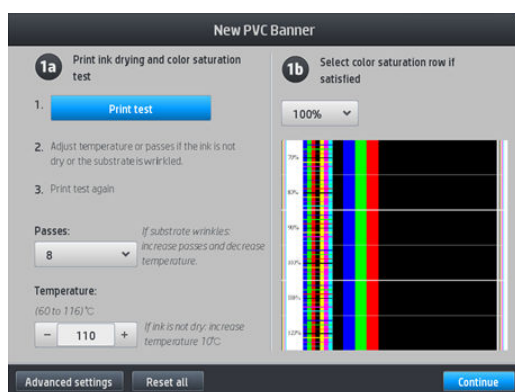 New PVC Banner
1a
Print ink drying and color saturation
test
1.
Print test
2. Adjust temperature or passes if the ink is not
dry or the substrate is wrinkled.
3. Print test again
Passes:
8
If substrate wrinkles:
increase passes and decrease
temperature.
Temperature:
(60 to 116)°C
- 110 +
If ink is not dry: increase
temperature 10°C
1b
Select color saturation row if
satisfied
100%
70%
90%
Advanced settings
Reset all
Continue